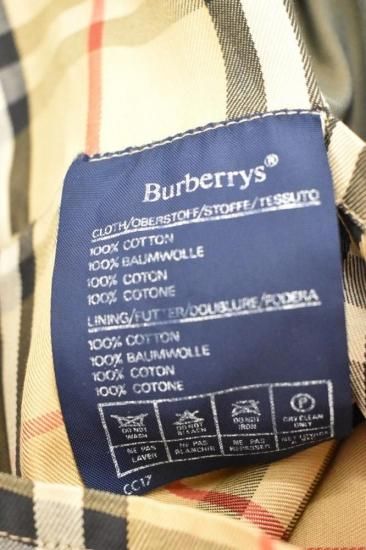 Burberrys®
CLOTH/OBERSTOFF/STOFFE/TESSUTO
100% COTTON
100% BAUMWOLLE
100% COTON
100% COTONE
LINING/FUTTER/DOUBLURE/FODERA
100% COTTON
100% BAUMWOLLE
100% COTON
100% COTONE
DO NOT WASH
DO NOT BLEACH
DO NOT IRON
P
DRY CLEAN ONLY
NE PAS LAVER
NE PAS BLANCHIR
NE PAS REPASSER
CC17